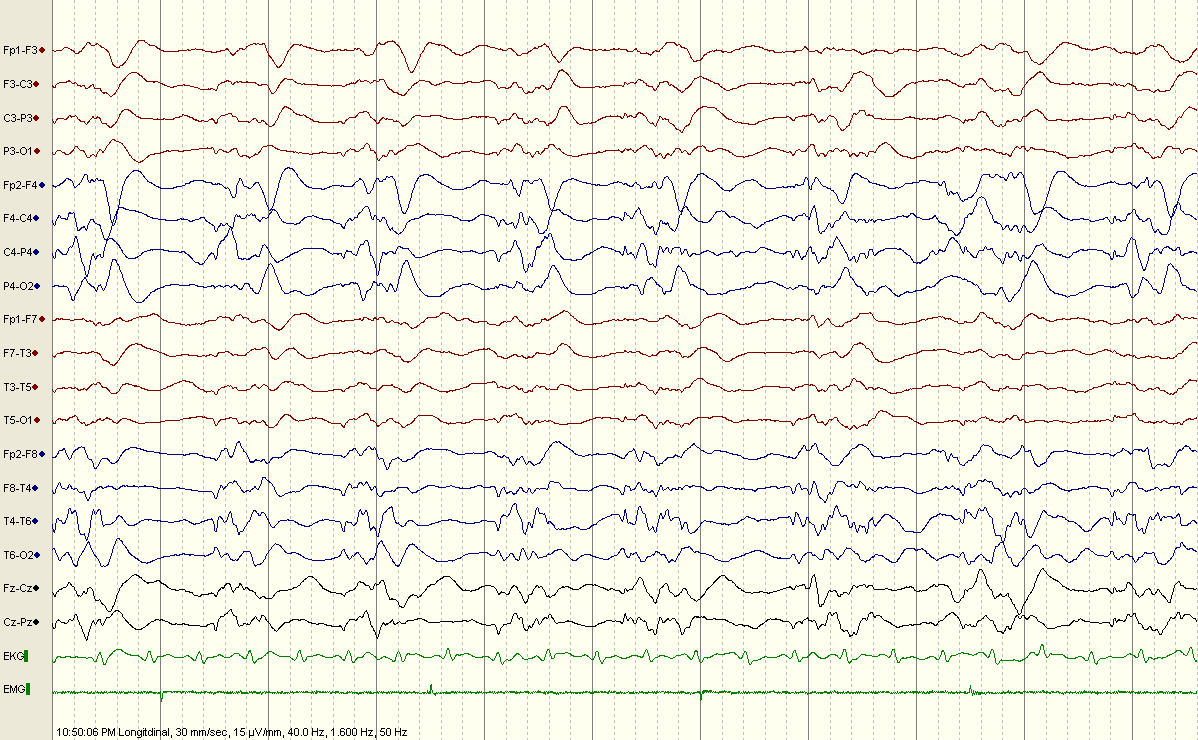 Fp1-F3
F3-C3
C3-P3
P3-O1
Fp2-F4
F4-C4
C4-P4
P4-O2
Fp1-F7
F7-T3
T3-T5
T5-O1
Fp2-F8
F8-T4
T4-T6
T6-O2
Fz-Cz
Cz-Pz
EKG
EMG
10:50:06 PM Longitdinal, 30 mm/sec, 15 µV/mm, 40.0 Hz, 1.600 Hz, 50 Hz